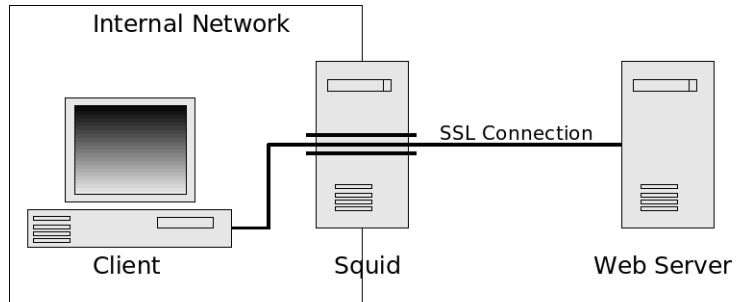 Internal Network
SSL Connection
Client
Squid
Web Server